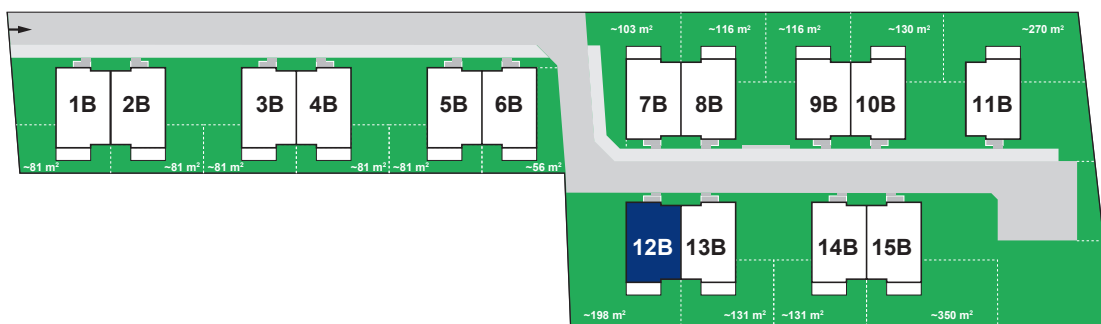 ~103 m²
~116 m²
~116 m²
~130 m²
~270 m²
1B
2B
3B
4B
5B
6B
7B
8B
9B
10B
11B
~81 m²
~81 m²
~81 m²
~81 m²
~81 m²
~56 m²
12B
13B
14B
15B
~198 m²
~131 m²
~131 m²
~350 m²